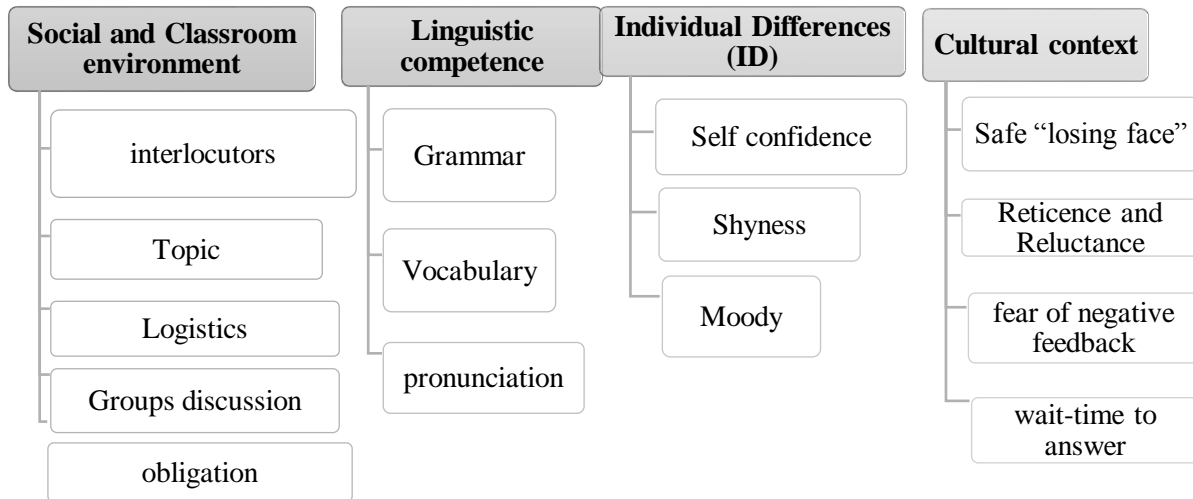 Social and Classroom
environment
interlocutors
Topic
Logistics
Groups discussion
obligation
Linguistic
competence
Grammar
Vocabulary
pronunciation
Individual Differences
(ID)
Self confidence
Shyness
Moody
Cultural context
Safe “losing face”
Reticence and
Reluctance
fear of negative
feedback
wait-time to
answer